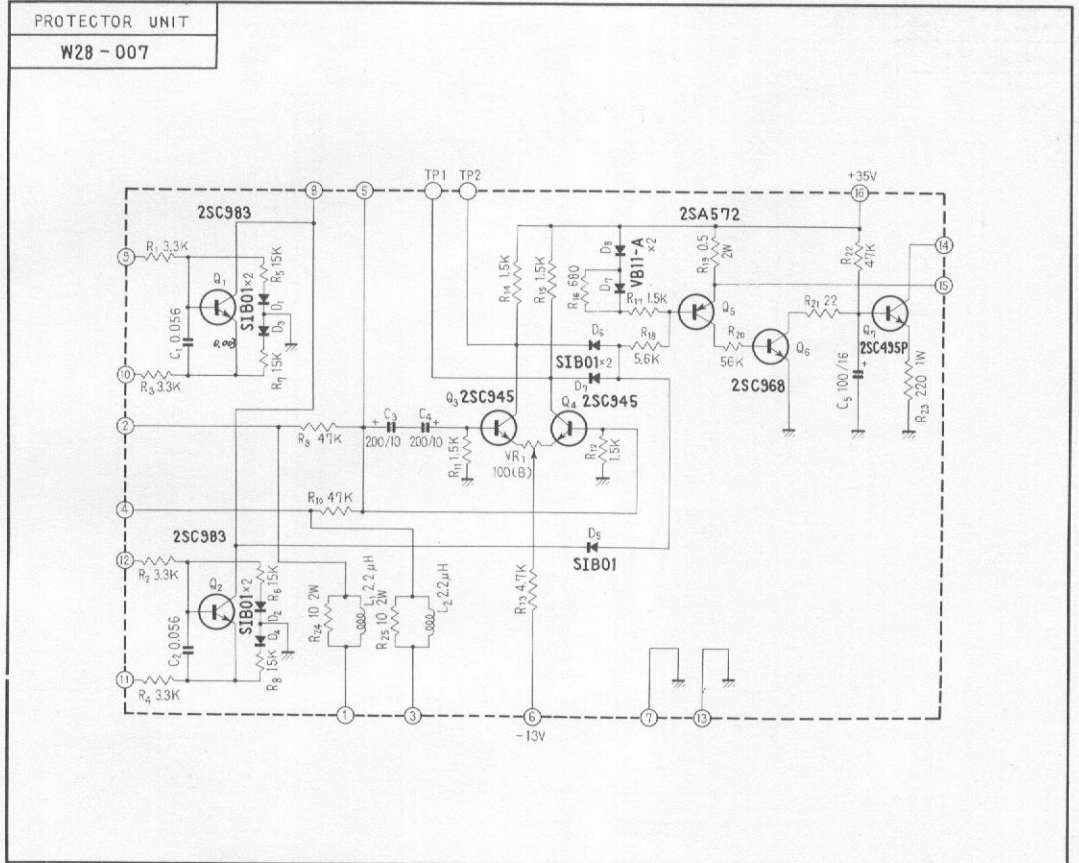 PROTECTOR UNIT
W28-007
TP1 TP2
+35V
8
5
16
2SC983
2SA572
R1 3.3K
9
R5 15K
Q1
SIB01×2
D1
D3
C1 0.056
R7 15K
10
R3 3.3K
R14 1.5K
R15 1.5K
D8
VB11-A
×2
D7
R16 680
R17 1.5K
R19 0.5
2W
Q5
R22
47K
14
15
R21 22
Q7
2SC495P
D6
R18
5.6K
SIB01×2
D7
R20
56K
Q6
2SC968
C5 100/16
+
R23 220 1W
Q3 2SC945
Q4 2SC945
2
R9 47K
+ C3
200/10
C4 +
200/10
R11 1.5K
VR1
100(B)
R12
1.5K
4
R10 47K
2SC983
D5
SIB01
12
R2 3.3K
R6 15K
Q2
SIB01×2
D2
D4
C2 0.056
R8 15K
11
R4 3.3K
R24 10 2W
L1 2.2μH
R25 10 2W
L2 2.2μH
R13 4.7K
1
3
6
-13V
7
13